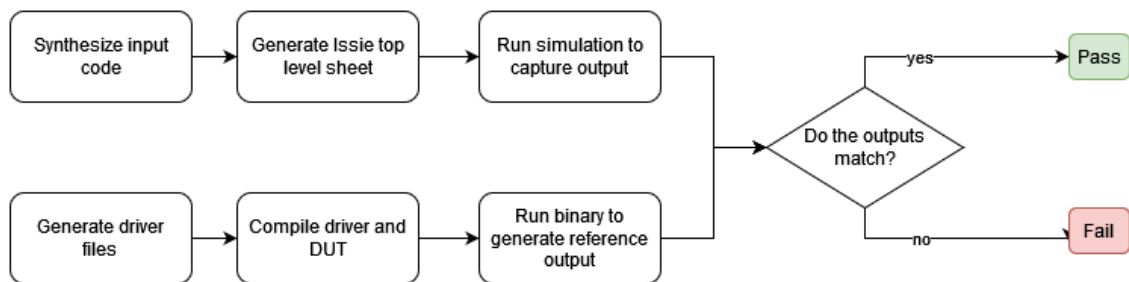 Synthesize input
code
Generate Issie top
level sheet
Run simulation to
capture output
yes
Pass
Do the outputs
match?
Generate driver
files
Compile driver and
DUT
Run binary to
generate reference
output
no
Fail